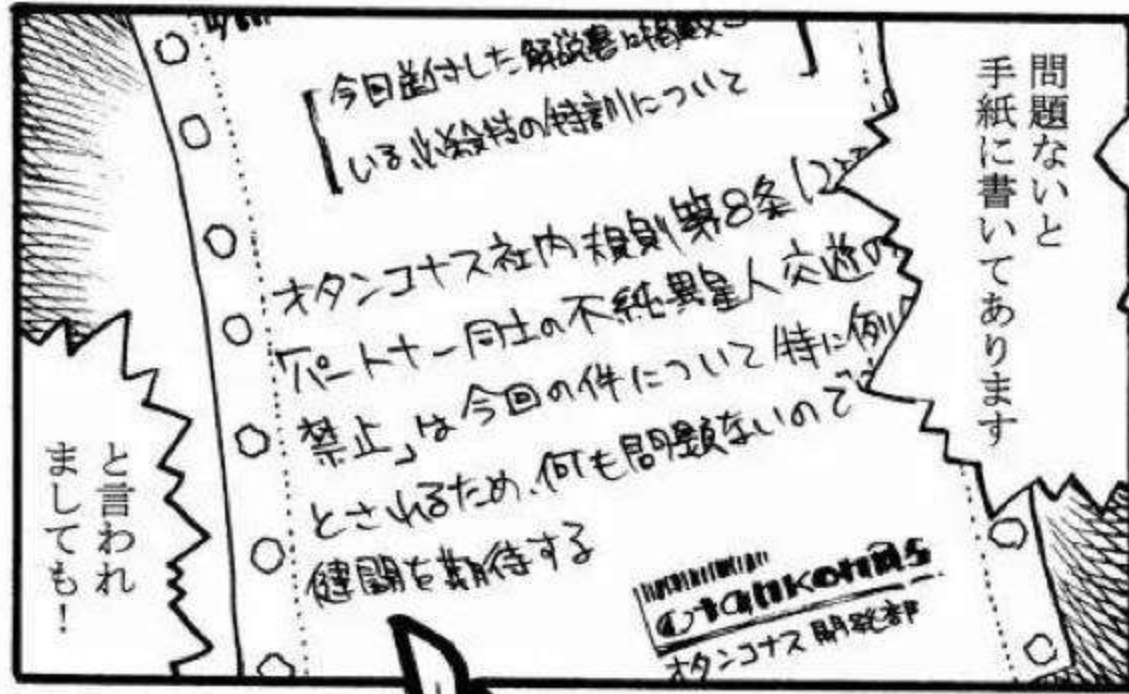 問題ないと
手紙に書いてあります
今回送付した解説書に掲載さ
いる必殺技の特訓について
オタンコナス社内規則第8条に
「パートナー同士の不純異星人交遊の
禁止」は今回の件について特に例
とされるため、何も問題ないので
健闘を期待する
Otankonas
オタンコナス 開発部
と言われ
ましても!